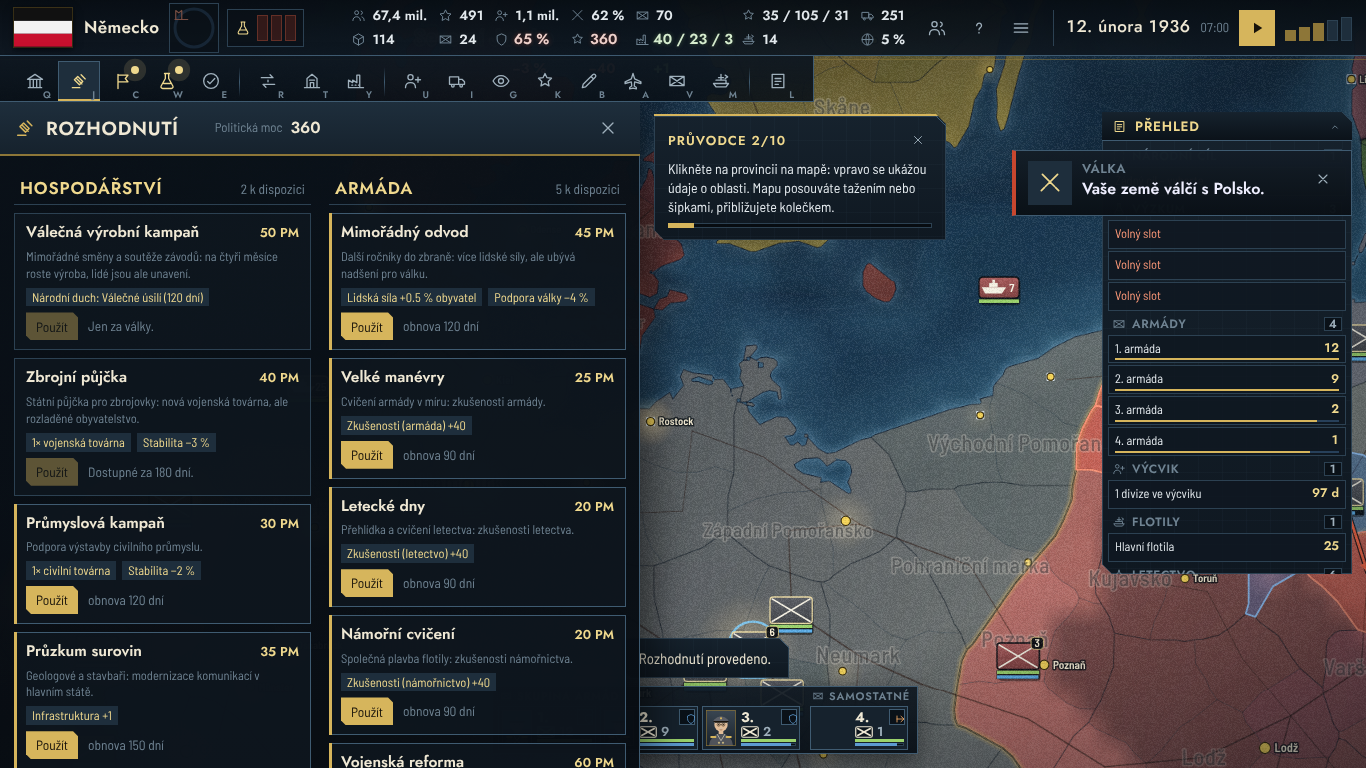 Německo
67,4 mil.
491
1,1 mil.
62 %
70
35 / 105 / 31
251
114
24
65 %
360
40 / 23 / 3
14
5 %
?
12. února 1936
07:00
Q
I
C
W
E
R
T
Y
U
I
G
K
B
A
V
M
L
ROZHODNUTÍ
Politická moc 360
HOSPODÁŘSTVÍ
2 k dispozici
Válečná výrobní kampaň
50 PM
Mimořádné směny a soutěže závodů: na čtyři měsíce
roste výroba, lidé jsou ale unavení.
Národní duch: Válečné úsilí (120 dní)
Použít
Jen za války.
Zbrojní půjčka
40 PM
Státní půjčka pro zbrojovky: nová vojenská továrna, ale
rozladěné obyvatelstvo.
1× vojenská továrna
Stabilita −3 %
Použít
Dostupné za 180 dní.
Průmyslová kampaň
30 PM
Podpora výstavby civilního průmyslu.
1× civilní továrna
Stabilita −2 %
Použít
obnova 120 dní
Průzkum surovin
35 PM
Geologové a stavbaři: modernizace komunikací v
hlavním státě.
Infrastruktura +1
Použít
obnova 150 dní
ARMÁDA
5 k dispozici
Mimořádný odvod
45 PM
Další ročníky do zbraně: více lidské síly, ale ubývá
nadšení pro válku.
Lidská síla +0.5 % obyvatel
Podpora války −4 %
Použít
obnova 120 dní
Velké manévry
25 PM
Cvičení armády v míru: zkušenosti armády.
Zkušenosti (armáda) +40
Použít
obnova 90 dní
Letecké dny
20 PM
Přehlídka a cvičení letectva: zkušenosti letectva.
Zkušenosti (letectvo) +40
Použít
obnova 90 dní
Námořní cvičení
20 PM
Společná plavba flotily: zkušenosti námořnictva.
Zkušenosti (námořnictvo) +40
Použít
obnova 90 dní
Vojenská reforma
60 PM
PRŮVODCE 2/10
Klikněte na provincii na mapě: vpravo se ukážou
údaje o oblasti. Mapu posouváte tažením nebo
šipkami, přibližujete kolečkem.
PŘEHLED
VÁLKA
Vaše země válčí s Polsko.
Volný slot
Volný slot
Volný slot
ARMÁDY
4
1. armáda
12
2. armáda
9
3. armáda
2
4. armáda
1
VÝCVIK
1
1 divize ve výcviku
97 d
FLOTILY
1
Hlavní flotila
25
Skåne
7
Rostock
Východní Pomořan
Západní Pomořansko
Pohraniční marka
Kujavsko
Toruň
Poznaň
3
Poznaň
Neumark
6
Varš
Lodž
Lodž
Rozhodnutí provedeno.
SAMOSTATNÉ
2.
9
3.
2
4.
1